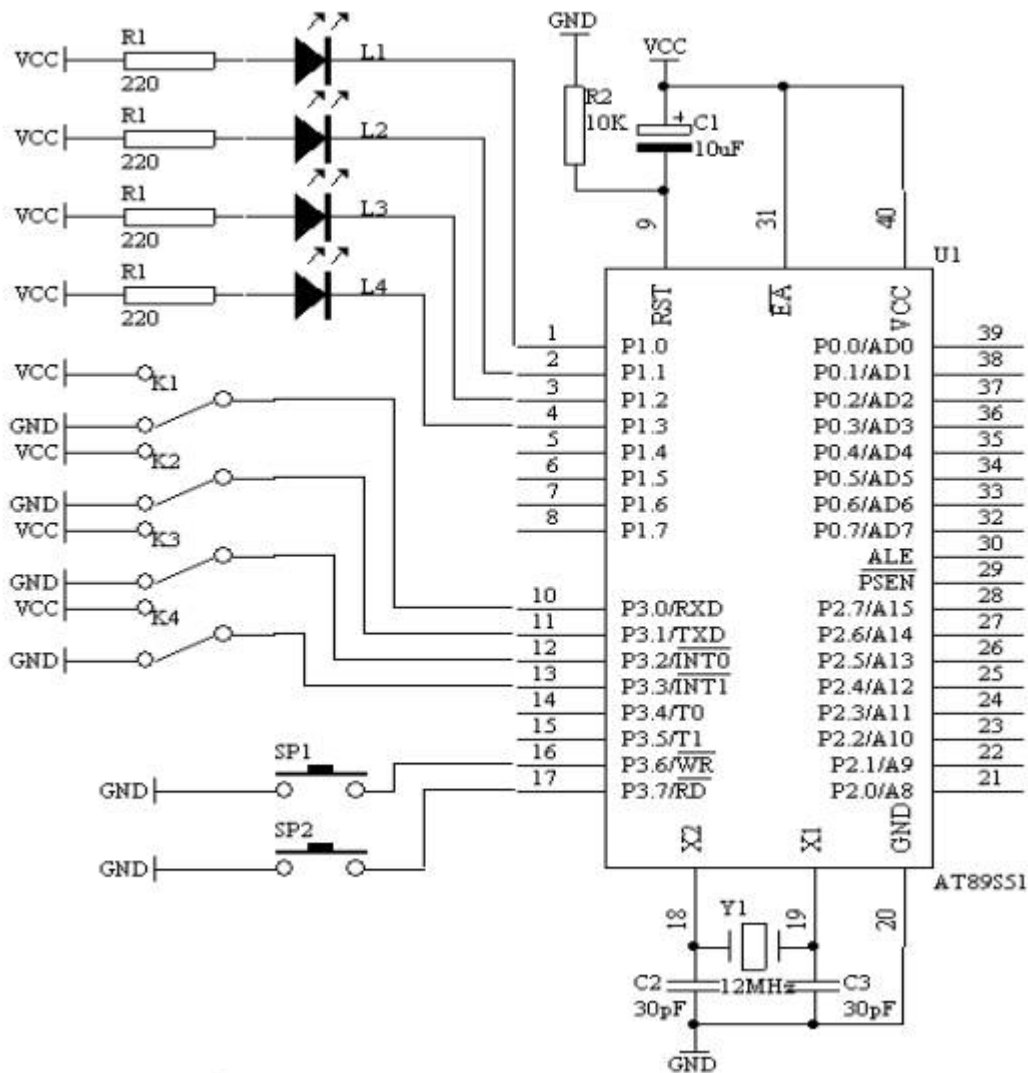 VCC
R1
220
L1
VCC
R1
220
L2
VCC
R1
220
L3
VCC
R1
220
L4
VCC
K1
GND
VCC
K2
GND
VCC
K3
GND
VCC
K4
GND
SP1
GND
SP2
GND
GND
R2
10K
VCC
+
C1
10uF
9
31
40
U1
RST
EA
VCC
1
P1.0
2
P1.1
3
P1.2
4
P1.3
5
P1.4
6
P1.5
7
P1.6
8
P1.7
10
P3.0/RXD
11
P3.1/TXD
12
P3.2/INT0
13
P3.3/INT1
14
P3.4/T0
15
P3.5/T1
16
P3.6/WR
17
P3.7/RD
P0.0/AD0
39
P0.1/AD1
38
P0.2/AD2
37
P0.3/AD3
36
P0.4/AD4
35
P0.5/AD5
34
P0.6/AD6
33
P0.7/AD7
32
ALE
30
PSEN
29
P2.7/A15
28
P2.6/A14
27
P2.5/A13
26
P2.4/A12
25
P2.3/A11
24
P2.2/A10
23
P2.1/A9
22
P2.0/A8
21
X2
X1
GND
AT89S51
18
Y1
19
20
C2
30pF
12MHz
C3
30pF
GND